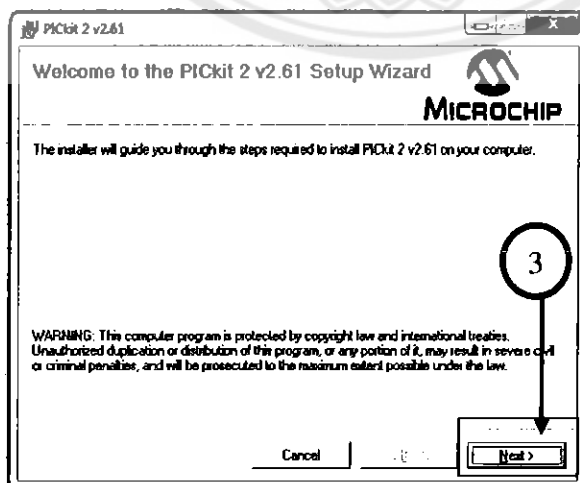 PICkit 2 v2.61
Welcome to the PICkit 2 v2.61 Setup Wizard
MICROCHIP
The installer will guide you through the steps required to install PICkit 2 v2.61 on your computer.
3
WARNING: This computer program is protected by copyright law and international treaties.
Unauthorized duplication or distribution of this program, or any portion of it, may result in severe civil
or criminal penalties, and will be prosecuted to the maximum extent possible under the law.
Cancel
Next >